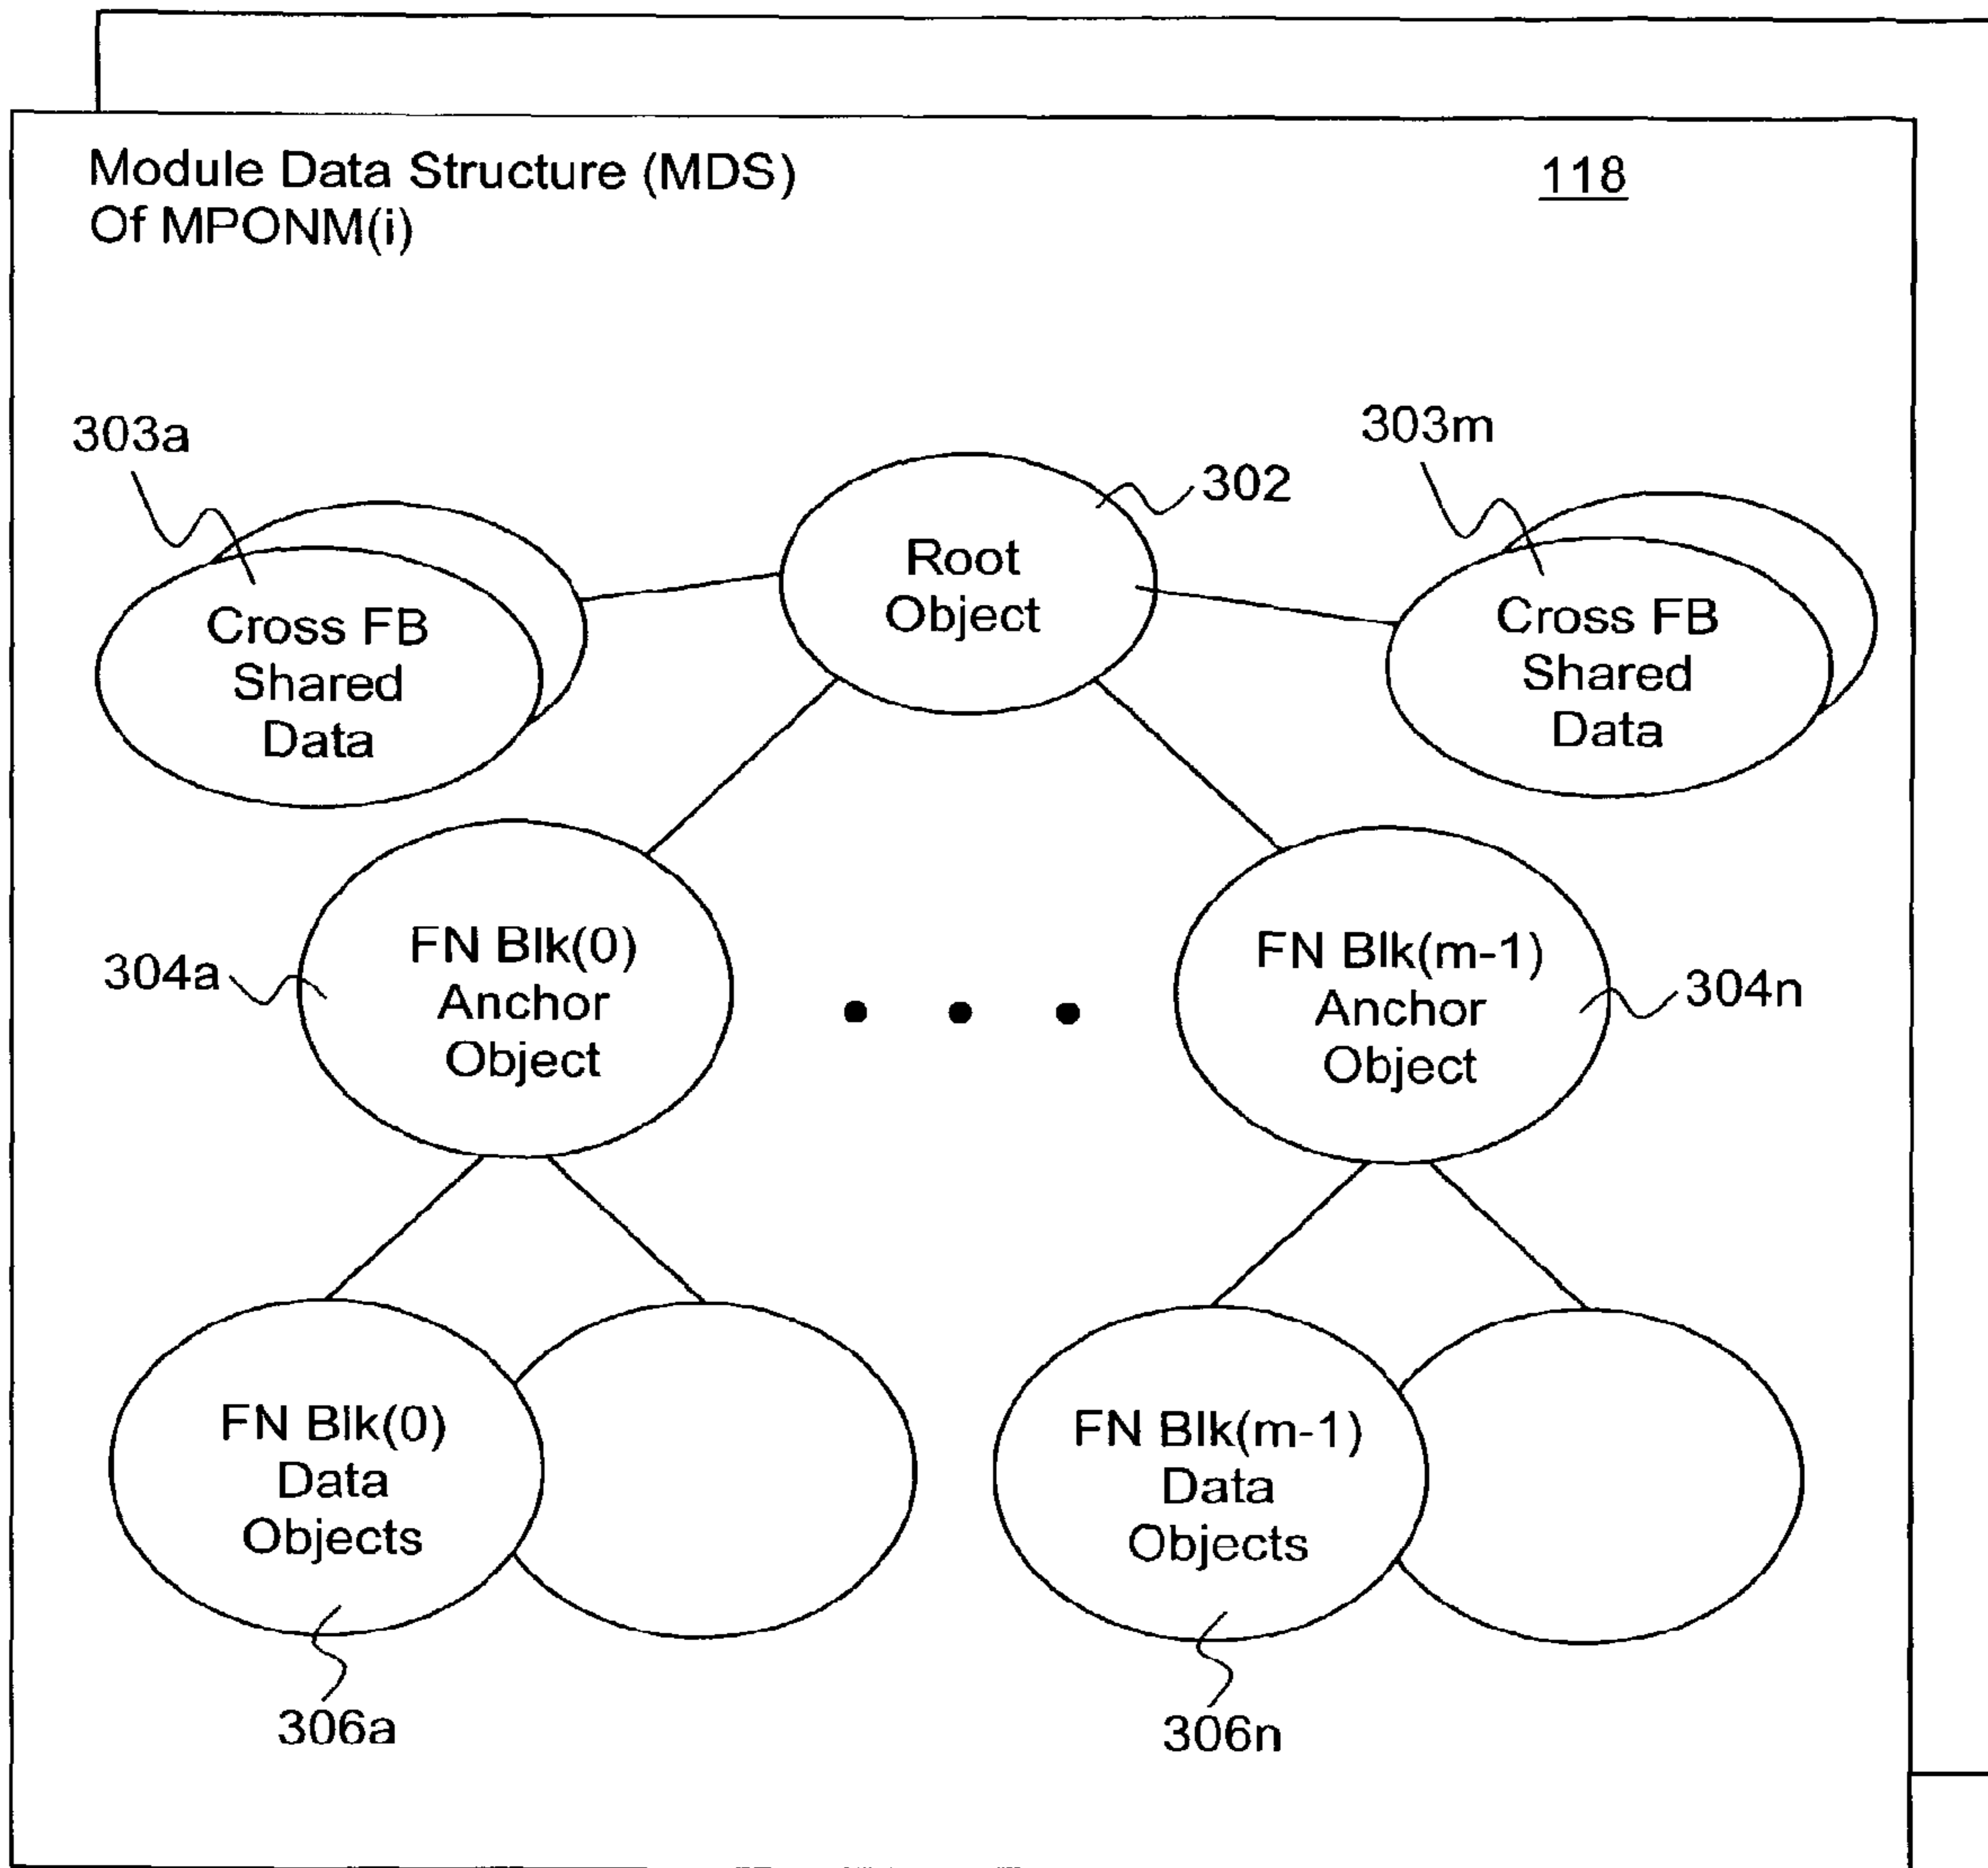 Module Data Structure (MDS)
Of MPONM(i)
118
303a
303m
302
Root
Object
Cross FB
Shared
Data
Cross FB
Shared
Data
304a
FN Blk(0)
Anchor
Object
FN Blk(m-1)
Anchor
Object
304n
FN Blk(0)
Data
Objects
FN Blk(m-1)
Data
Objects
306a
306n